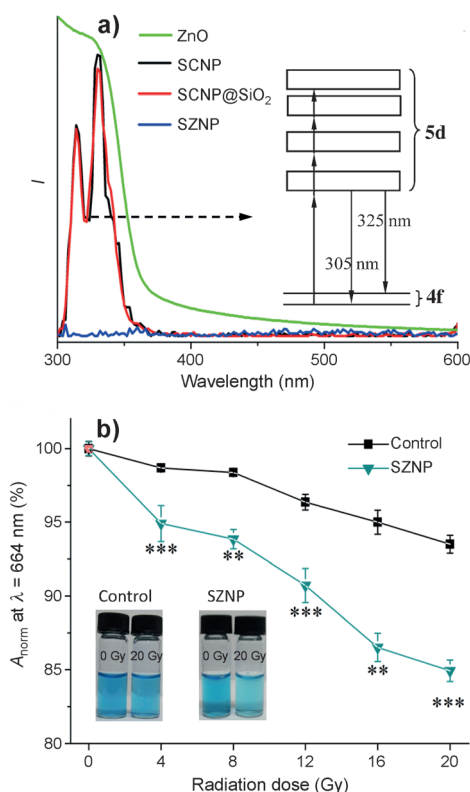 a)
ZnO
SCNP
SCNP@SiO₂
SZNP
5d
325 nm
305 nm
4f
I
300 400 500 600
Wavelength (nm)
b)
Control
SZNP
A_norm at λ = 664 nm (%)
100
95
90
85
80
*** ** *** ** ***
Control SZNP
0 Gy 20 Gy 0 Gy 20 Gy
0 4 8 12 16 20
Radiation dose (Gy)